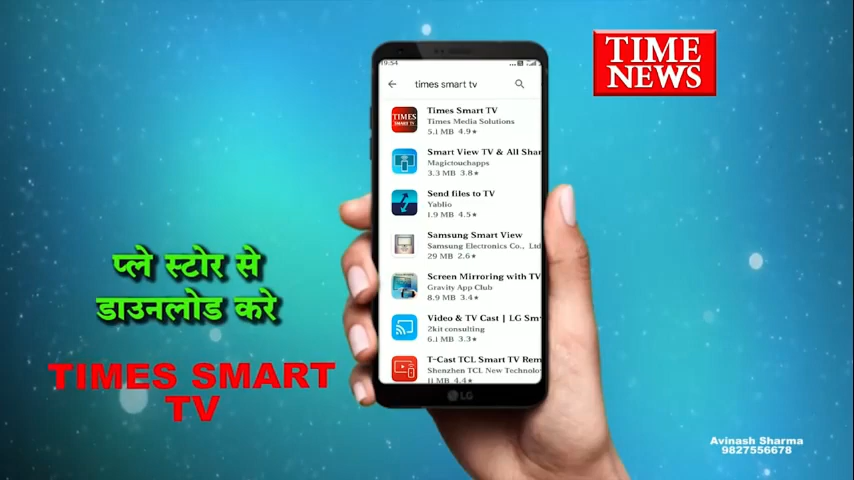 TIME
NEWS
19:54
times smart tv
Times Smart TV
Times Media Solutions
5.1 MB 4.9★
TIMES
SMART TV
Smart View TV & All Shar
Magictouchapps
3.3 MB 3.8★
Send files to TV
Yablio
1.9 MB 4.5★
Samsung Smart View
Samsung Electronics Co., Ltd
29 MB 2.6★
Screen Mirroring with TV
Gravity App Club
8.9 MB 3.4★
Video & TV Cast | LG Sm
2kit consulting
6.1 MB 3.3★
T-Cast TCL Smart TV Rem
Shenzhen TCL New Technolo
11 MB 4.4★
LG
प्ले स्टोर से
डाउनलोड करे
TIMES SMART
TV
Avinash Sharma
9827556678